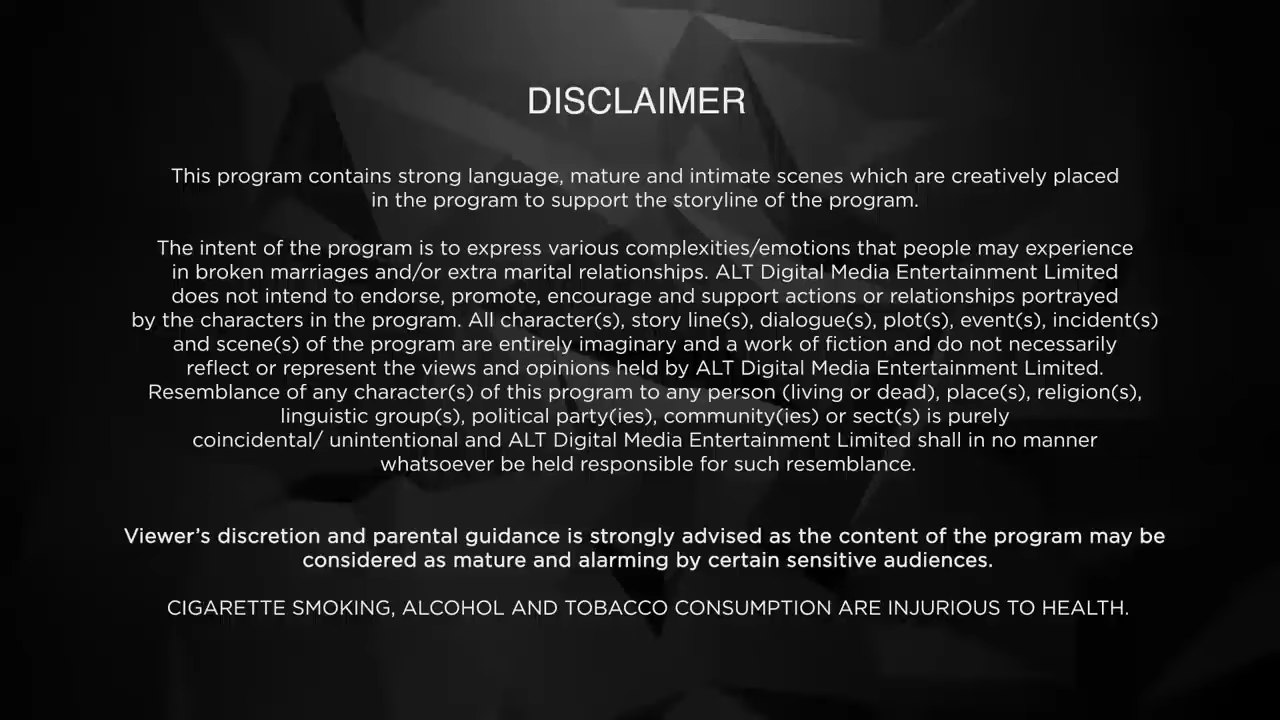 DISCLAIMER
This program contains strong language, mature and intimate scenes which are creatively placed
in the program to support the storyline of the program.
The intent of the program is to express various complexities/emotions that people may experience
in broken marriages and/or extra marital relationships. ALT Digital Media Entertainment Limited
does not intend to endorse, promote, encourage and support actions or relationships portrayed
by the characters in the program. All character(s), story line(s), dialogue(s), plot(s), event(s), incident(s)
and scene(s) of the program are entirely imaginary and a work of fiction and do not necessarily
reflect or represent the views and opinions held by ALT Digital Media Entertainment Limited.
Resemblance of any character(s) of this program to any person (living or dead), place(s), religion(s),
linguistic group(s), political party(ies), community(ies) or sect(s) is purely
coincidental/ unintentional and ALT Digital Media Entertainment Limited shall in no manner
whatsoever be held responsible for such resemblance.
Viewer’s discretion and parental guidance is strongly advised as the content of the program may be
considered as mature and alarming by certain sensitive audiences.
CIGARETTE SMOKING, ALCOHOL AND TOBACCO CONSUMPTION ARE INJURIOUS TO HEALTH.